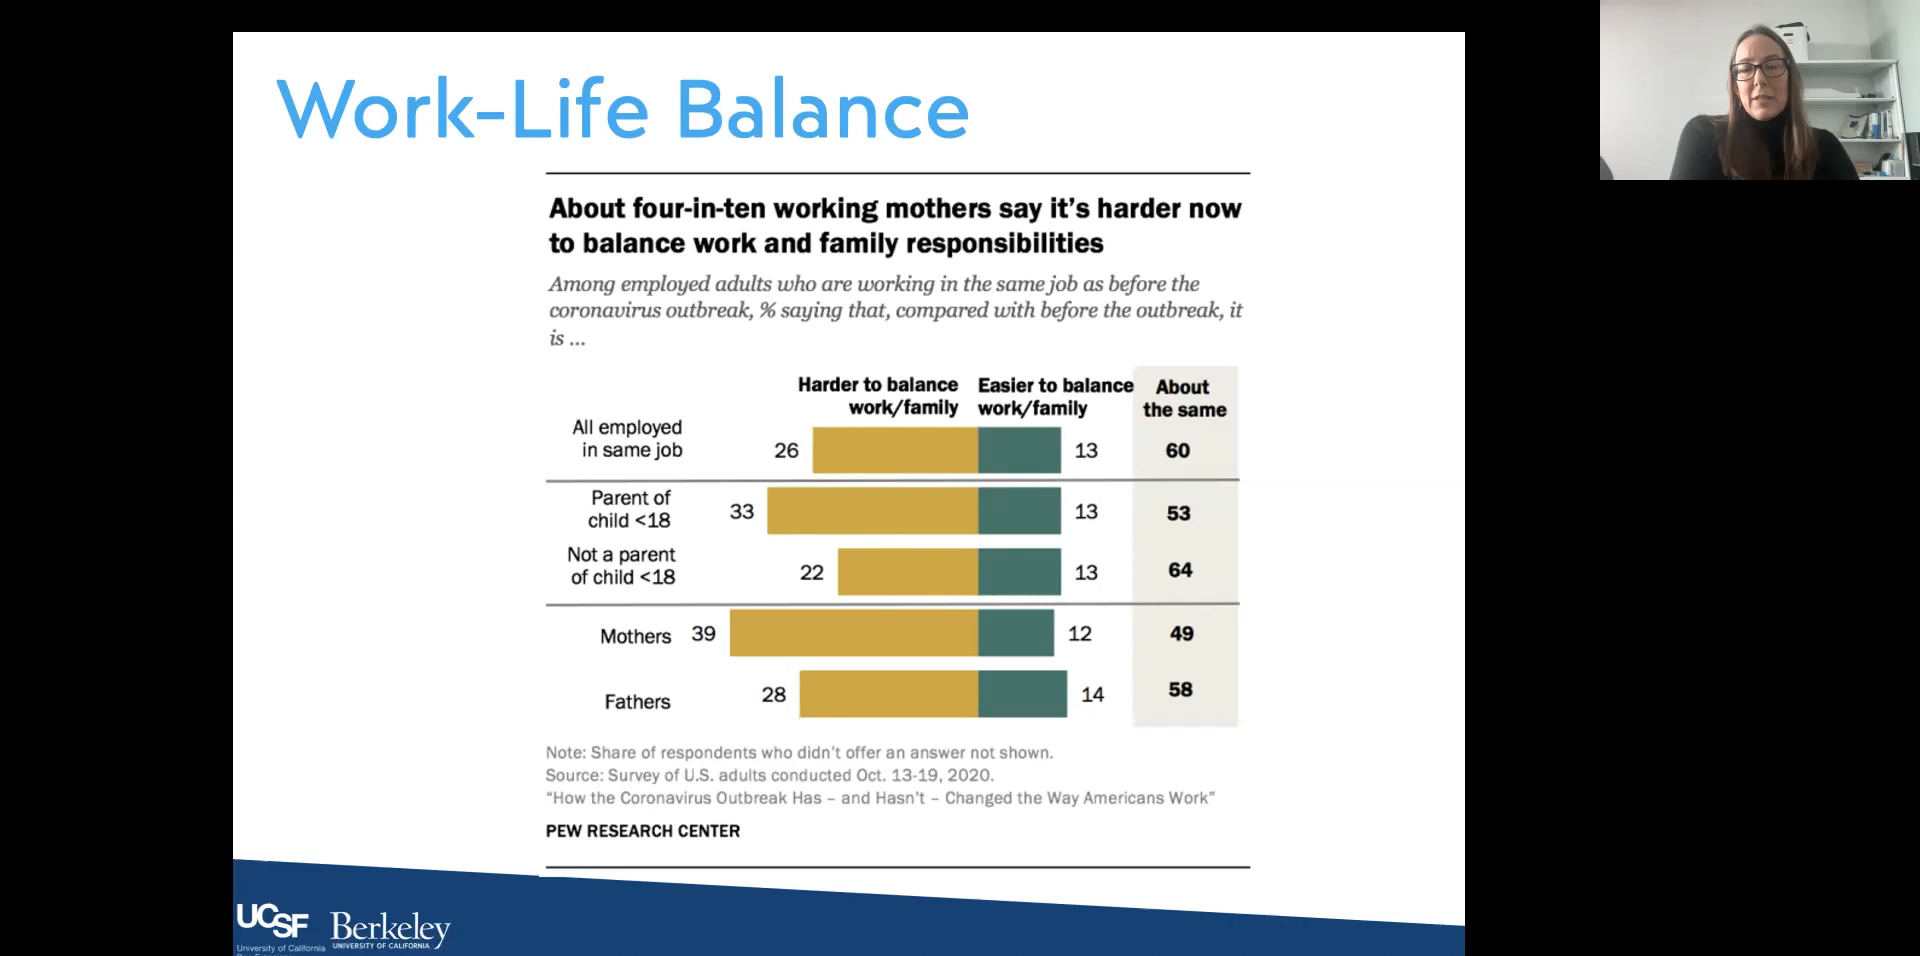 Work-Life Balance
About four-in-ten working mothers say it's harder now
to balance work and family responsibilities
Among employed adults who are working in the same job as before the
coronavirus outbreak, % saying that, compared with before the outbreak, it
is ...
Harder to balance
work/family
Easier to balance
work/family
About
the same
All employed
in same job
26
13
60
Parent of
child <18
33
13
53
Not a parent
of child <18
22
13
64
Mothers
39
12
49
Fathers
28
14
58
Note: Share of respondents who didn't offer an answer not shown.
Source: Survey of U.S. adults conducted Oct. 13-19, 2020.
"How the Coronavirus Outbreak Has – and Hasn't – Changed the Way Americans Work"
PEW RESEARCH CENTER
UCSF
University of California
Berkeley
UNIVERSITY OF CALIFORNIA